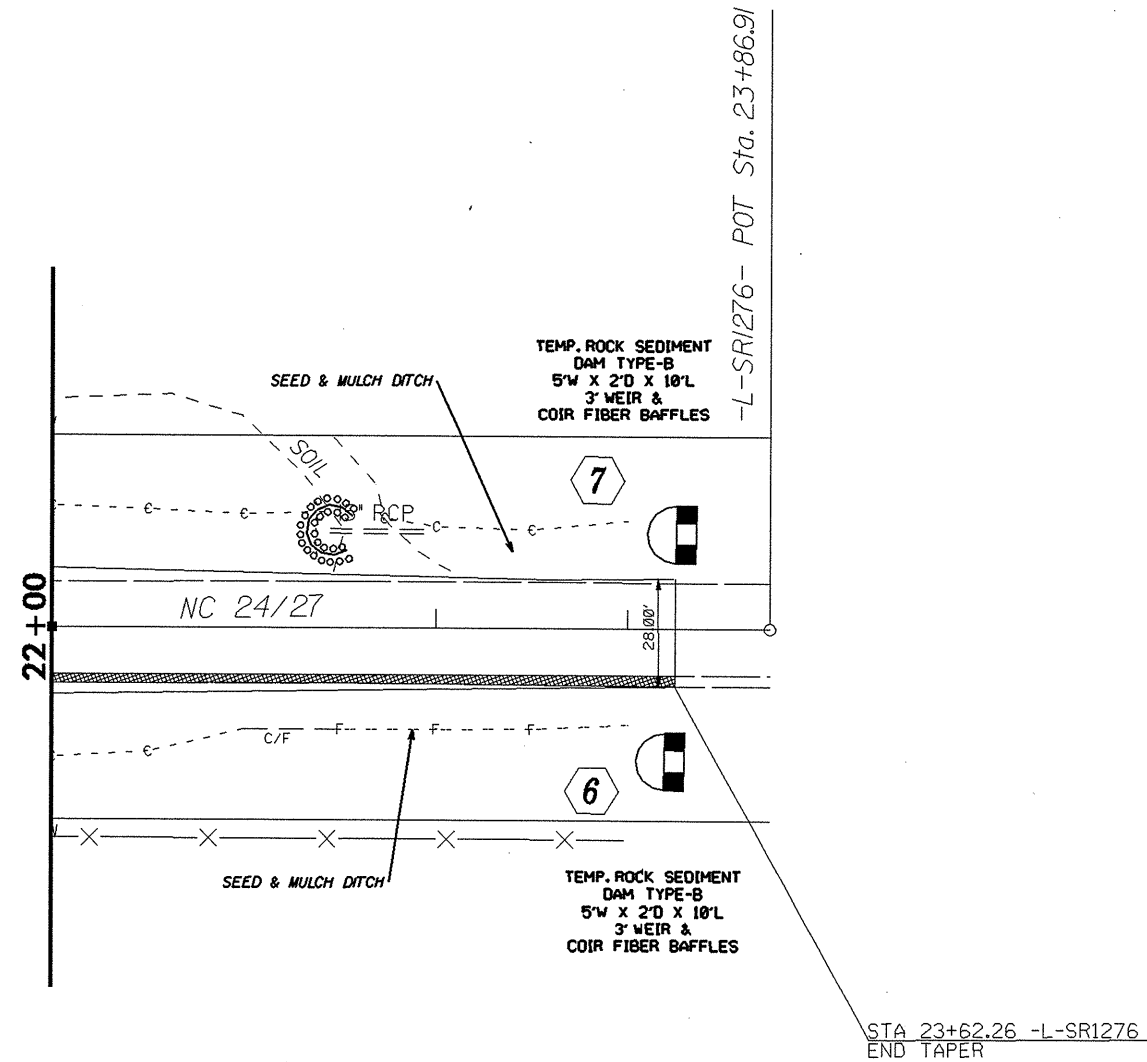 -L-SR1276- POT Sta. 23+86.91
TEMP. ROCK SEDIMENT
DAM TYPE-B
5'W X 2'D X 10'L
3' WEIR &
COIR FIBER BAFFLES
SEED & MULCH DITCH
SOIL
7
RCP
C
C
C
C
22+00
NC 24/27
28.00'
C
C/F
F
F
F
6
SEED & MULCH DITCH
TEMP. ROCK SEDIMENT
DAM TYPE-B
5'W X 2'D X 10'L
3' WEIR &
COIR FIBER BAFFLES
STA 23+62.26 -L-SR1276
END TAPER